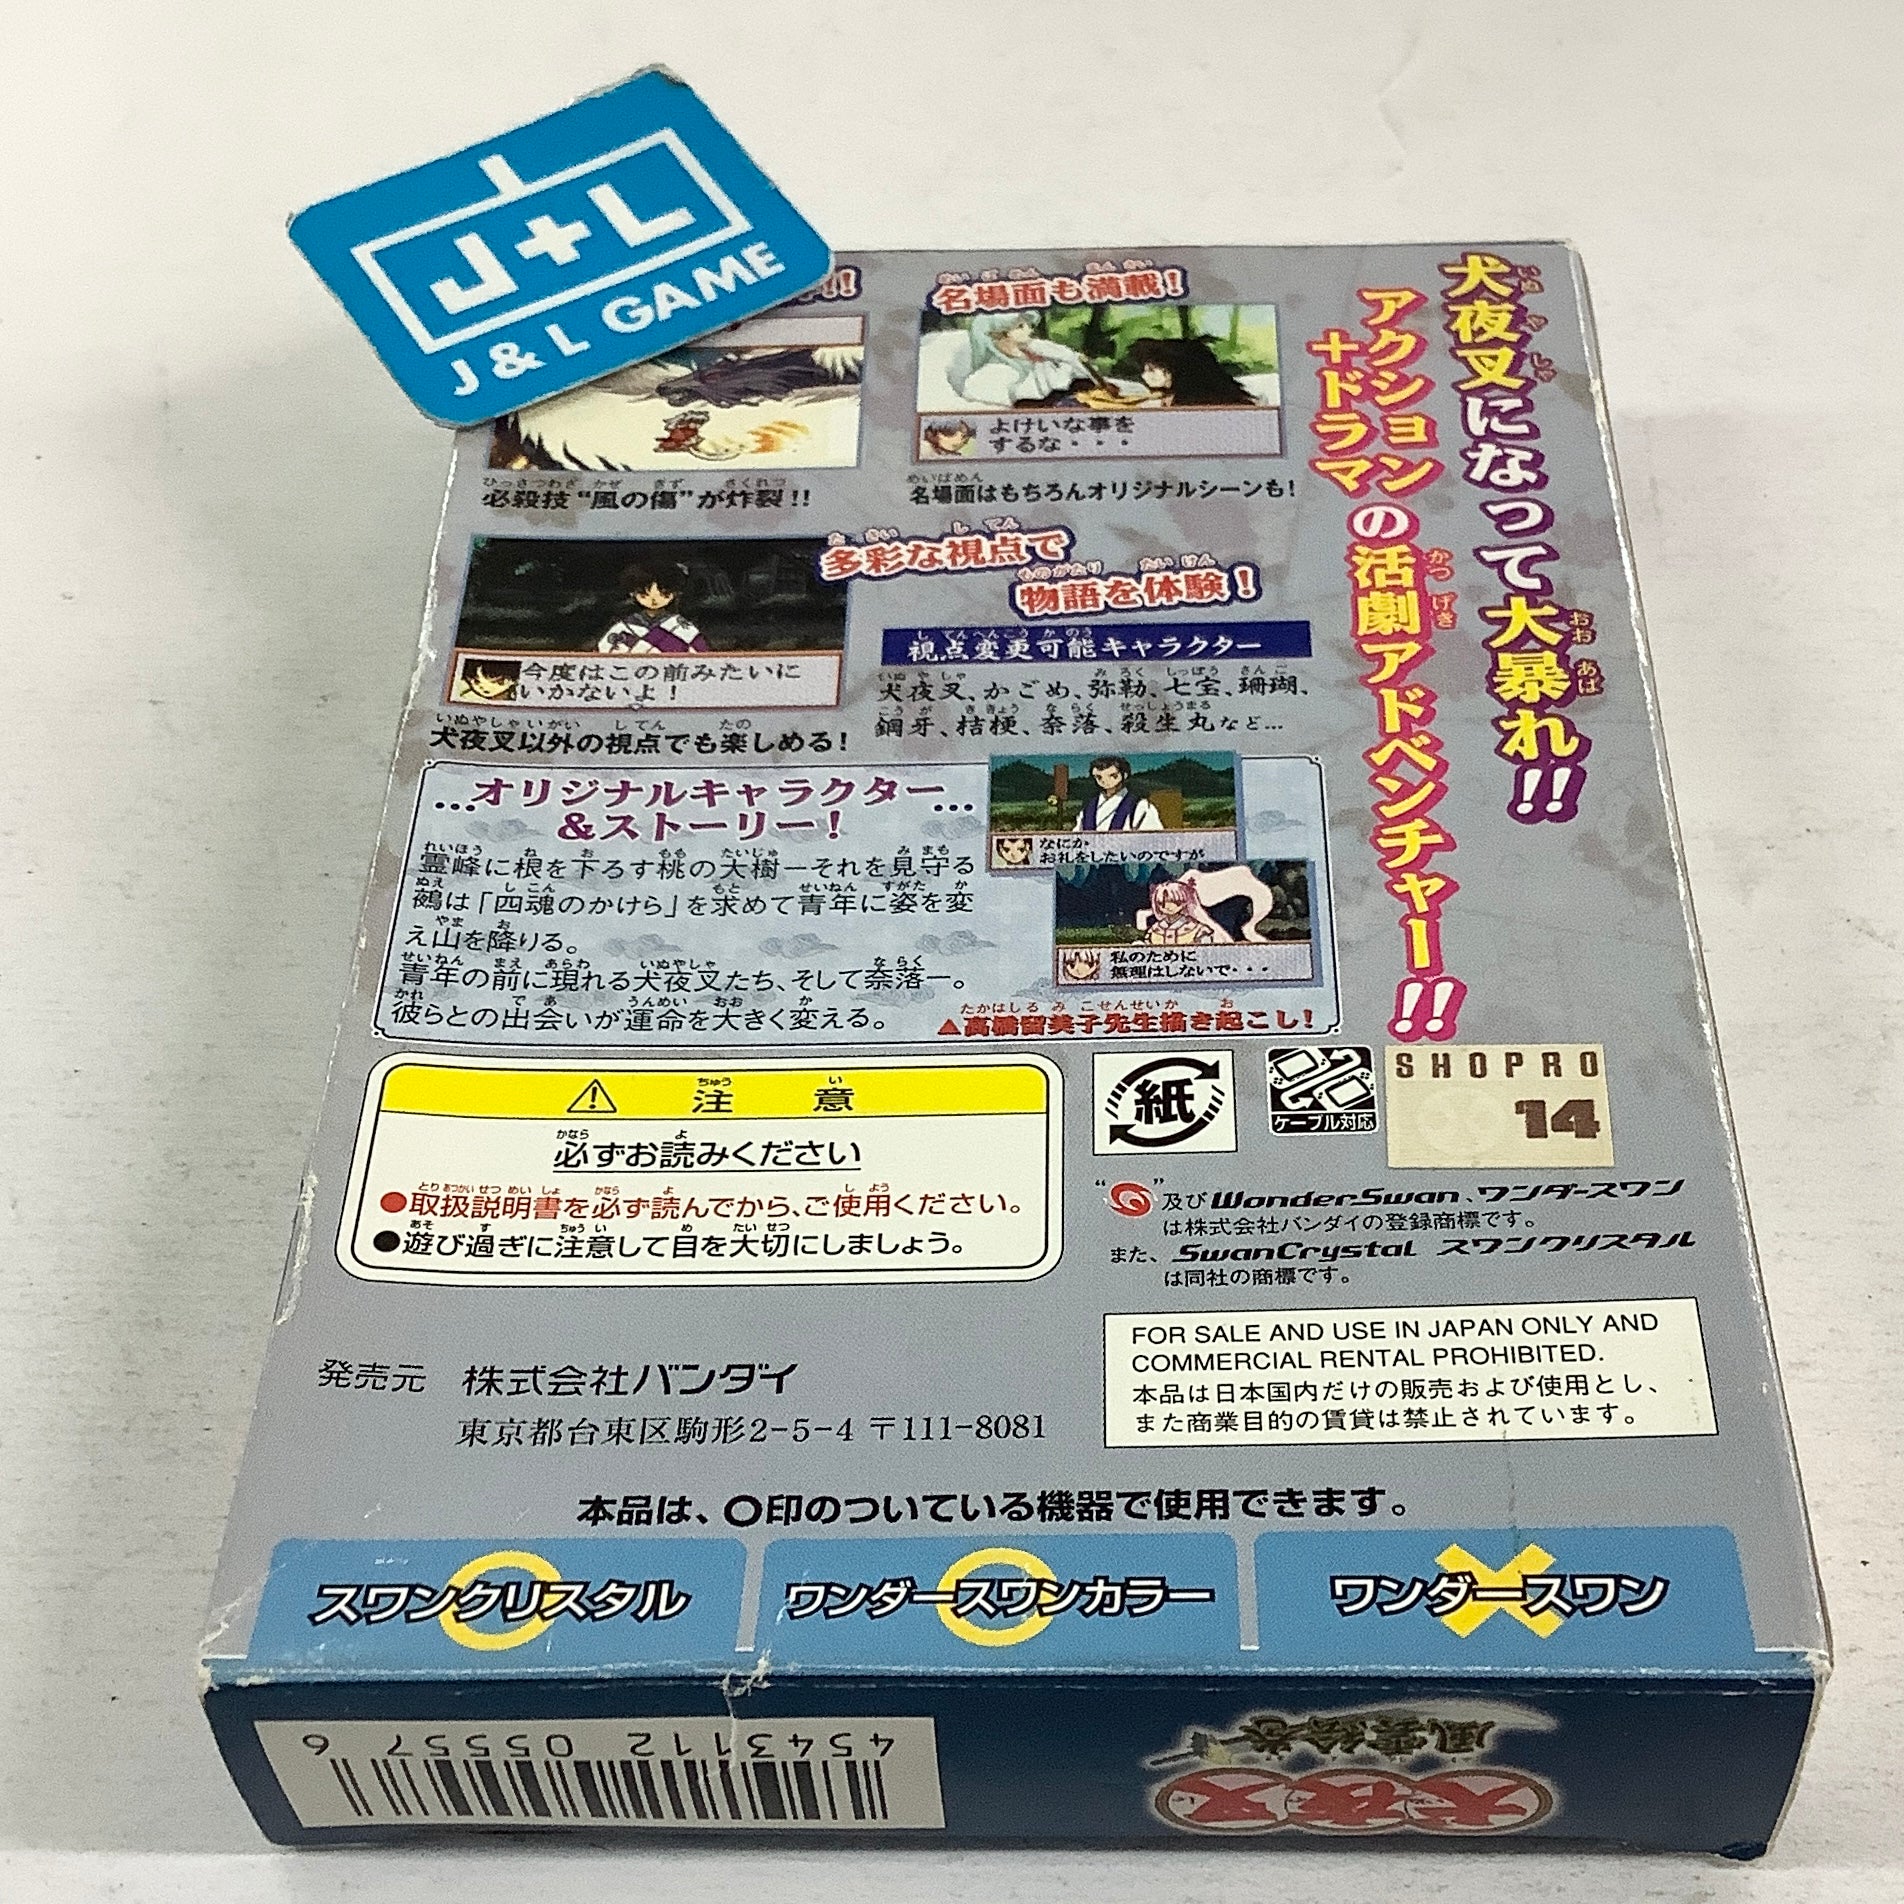 J+L
J & L GAME
犬夜叉になって大暴れ!!
アクション
+ドラマの活劇アドベンチャー!!
!!
必殺技“風の傷”が炸裂!!
名場面も満載!
よけいな事を
するな・・・
名場面はもちろんオリジナルシーンも!
今度はこの前みたいに
いかないよ!
犬夜叉以外の視点でも楽しめる!
多彩な視点で
物語を体験!
視点変更可能キャラクター
犬夜叉、かごめ、弥勒、七宝、珊瑚、
鋼牙、桔梗、奈落、殺生丸など…
…オリジナルキャラクター…
&ストーリー!
霊峰に根を下ろす桃の大樹―それを見守る
鵺は「四魂のかけら」を求めて青年に姿を変
え山を降りる。
青年の前に現れる犬夜叉たち、そして奈落―。
彼らとの出会いが運命を大きく変える。
なにか
お礼をしたいのですが
私のために
無理はしないで・・・
▲高橋留美子先生描き起こし!
注意
必ずお読みください
●取扱説明書を必ず読んでから、ご使用ください。
●遊び過ぎに注意して目を大切にしましょう。
紙
ケーブル対応
SHOPRO
14
“ ”及びWonderSwan、ワンダースワン
は株式会社バンダイの登録商標です。
また、SwanCrystal スワンクリスタル
は同社の商標です。
FOR SALE AND USE IN JAPAN ONLY AND
COMMERCIAL RENTAL PROHIBITED.
本品は日本国内だけの販売および使用とし、
また商業目的の賃貸は禁止されています。
発売元 株式会社バンダイ
東京都台東区駒形2-5-4 〒111-8081
本品は、○印のついている機器で使用できます。
スワンクリスタル
ワンダースワンカラー
ワンダースワン
4 543112 055576
犬夜叉
風雲絵巻